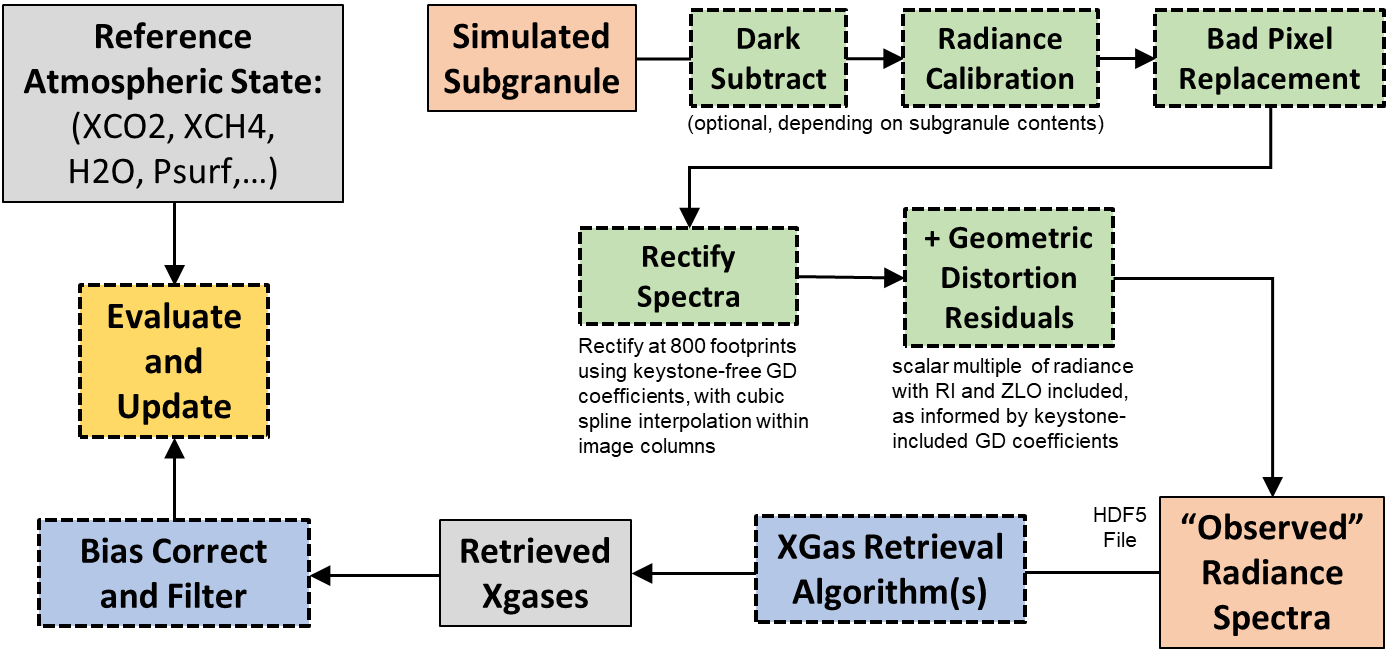 Reference
Atmospheric State:
(XCO2, XCH4,
H2O, Psurf,...)
Simulated
Subgranule
Dark
Subtract
Radiance
Calibration
Bad Pixel
Replacement
(optional, depending on subgranule contents)
Rectify
Spectra
Rectify at 800 footprints
using keystone-free GD
coefficients, with cubic
spline interpolation within
image columns
+ Geometric
Distortion
Residuals
scalar multiple of radiance
with RI and ZLO included,
as informed by keystone-
included GD coefficients
Evaluate
and
Update
HDF5
File
“Observed”
Radiance
Spectra
XGas Retrieval
Algorithm(s)
Retrieved
Xgases
Bias Correct
and Filter